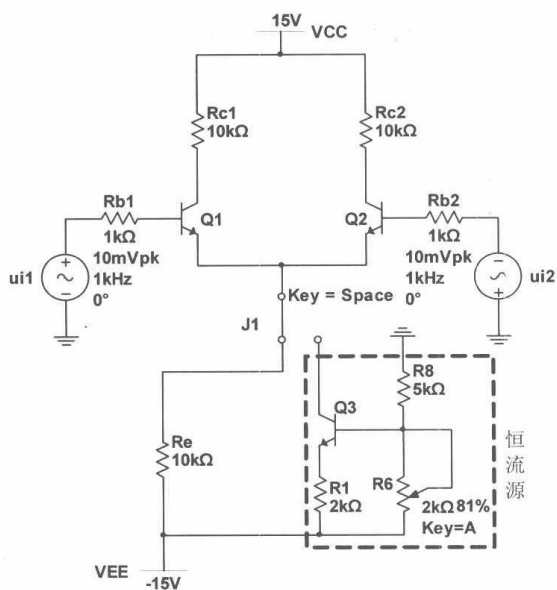 15V
VCC
Rc1
10kΩ
Rc2
10kΩ
Rb1
1kΩ
Q1
Q2
Rb2
1kΩ
ui1
10mVpk
1kHz
0°
10mVpk
1kHz
0°
ui2
Key = Space
J1
R8
5kΩ
Q3
Re
10kΩ
R1
2kΩ
R6
2kΩ 81%
Key=A
恒流源
VEE
-15V